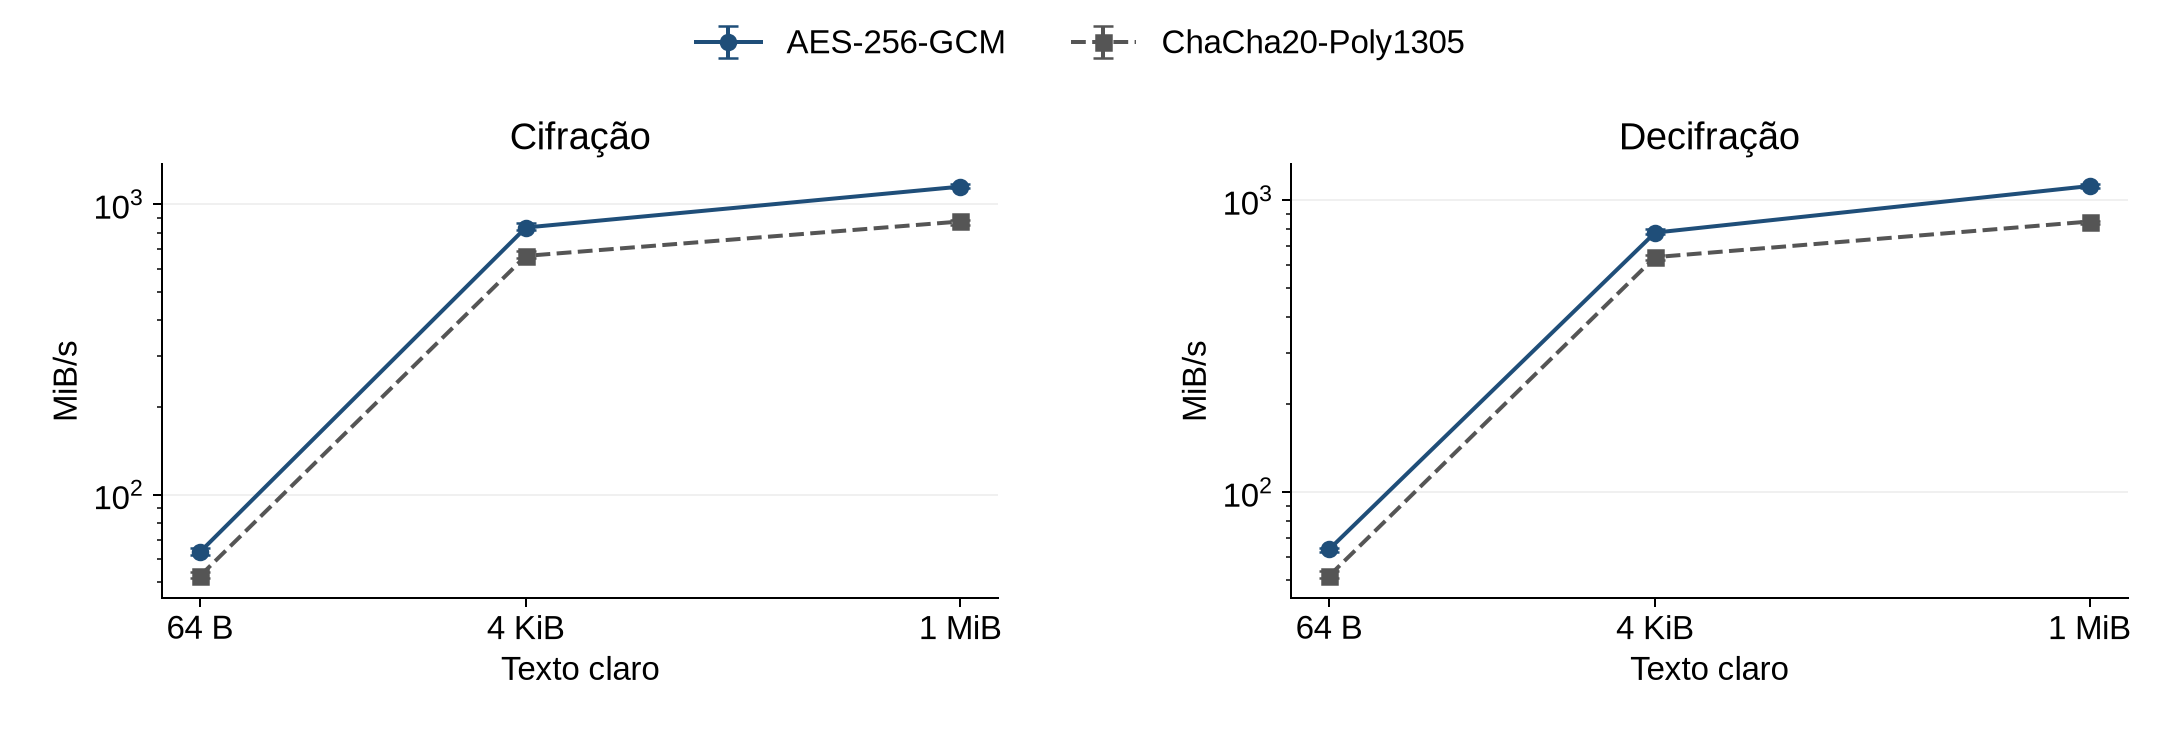 AES-256-GCM
ChaCha20-Poly1305
Cifração
10³
10²
MiB/s
64 B
4 KiB
1 MiB
Texto claro
Decifração
10³
10²
MiB/s
64 B
4 KiB
1 MiB
Texto claro